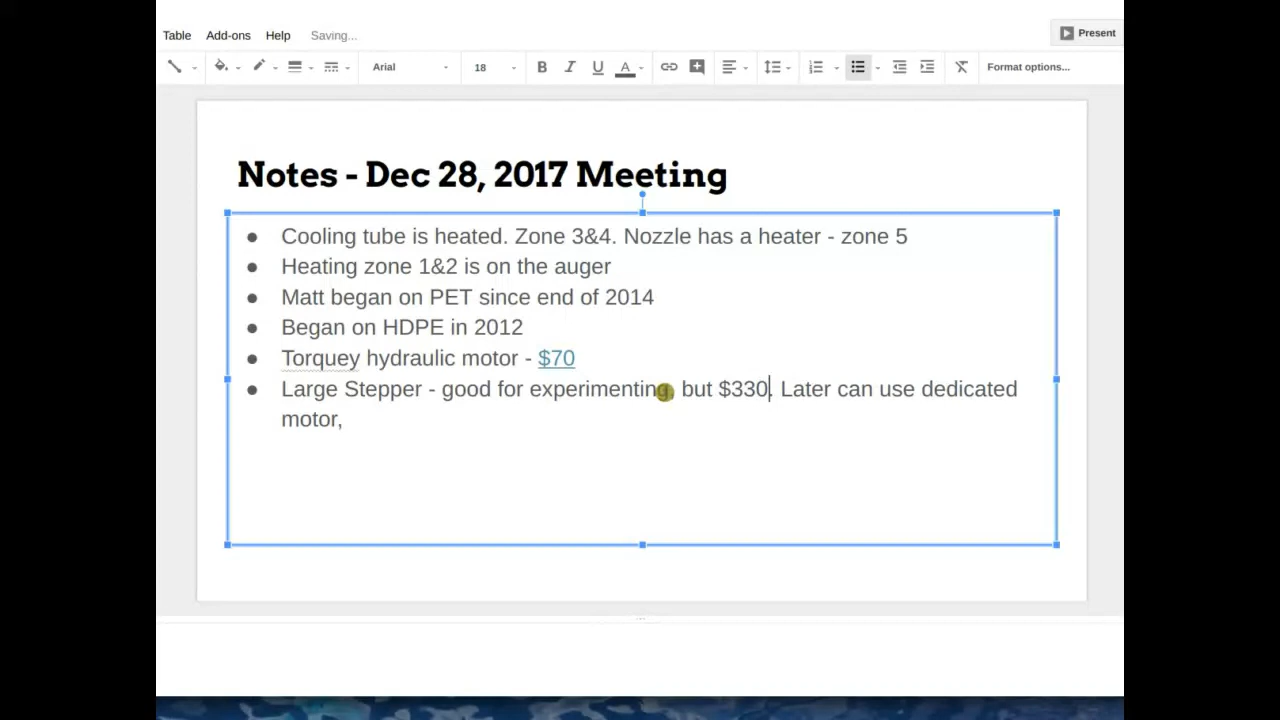 Table Add-ons Help Saving...
Present
Arial 18 B I U A Format options...
Notes - Dec 28, 2017 Meeting
● Cooling tube is heated. Zone 3&4. Nozzle has a heater - zone 5
● Heating zone 1&2 is on the auger
● Matt began on PET since end of 2014
● Began on HDPE in 2012
● Torquey hydraulic motor - $70
● Large Stepper - good for experimenting, but $330. Later can use dedicated
motor,